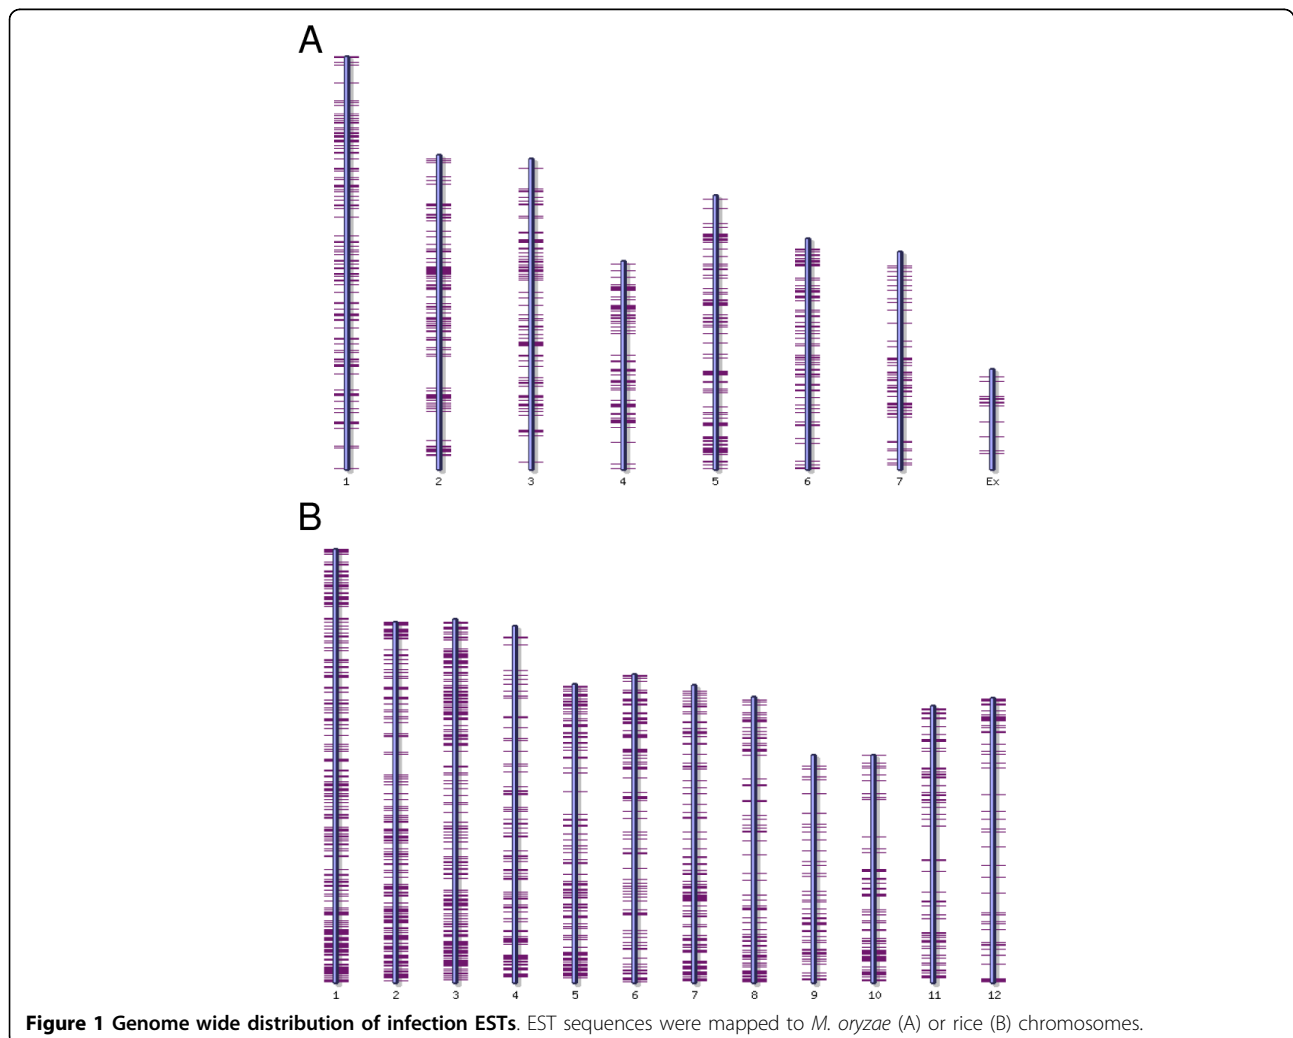 A
1 2 3 4 5 6 7 Ex
B
1 2 3 4 5 6 7 8 9 10 11 12
Figure 1 Genome wide distribution of infection ESTs. EST sequences were mapped to M. oryzae (A) or rice (B) chromosomes.